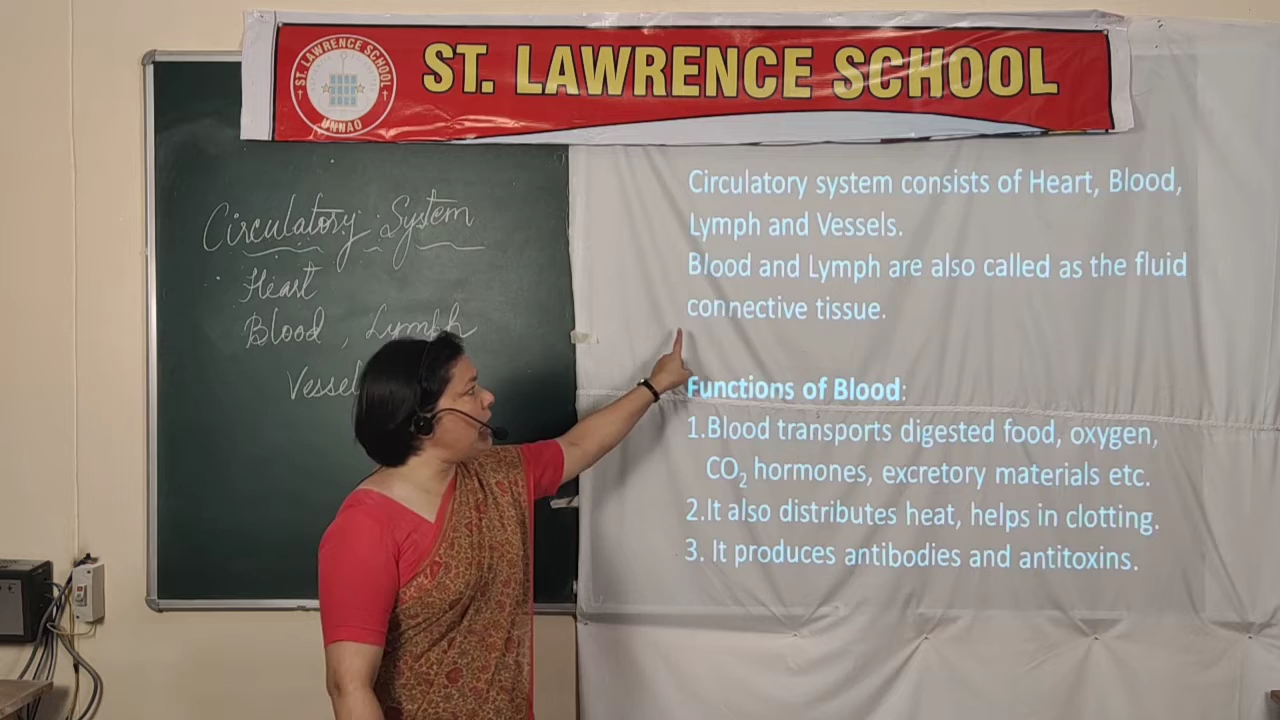 ST. LAWRENCE SCHOOL
UNNAO
ST. LAWRENCE SCHOOL
Circulatory System
Heart
Blood , Lymph
Vessel
Circulatory system consists of Heart, Blood,
Lymph and Vessels.
Blood and Lymph are also called as the fluid
connective tissue.
Functions of Blood:
1.Blood transports digested food, oxygen,
CO₂ hormones, excretory materials etc.
2.It also distributes heat, helps in clotting.
3. It produces antibodies and antitoxins.